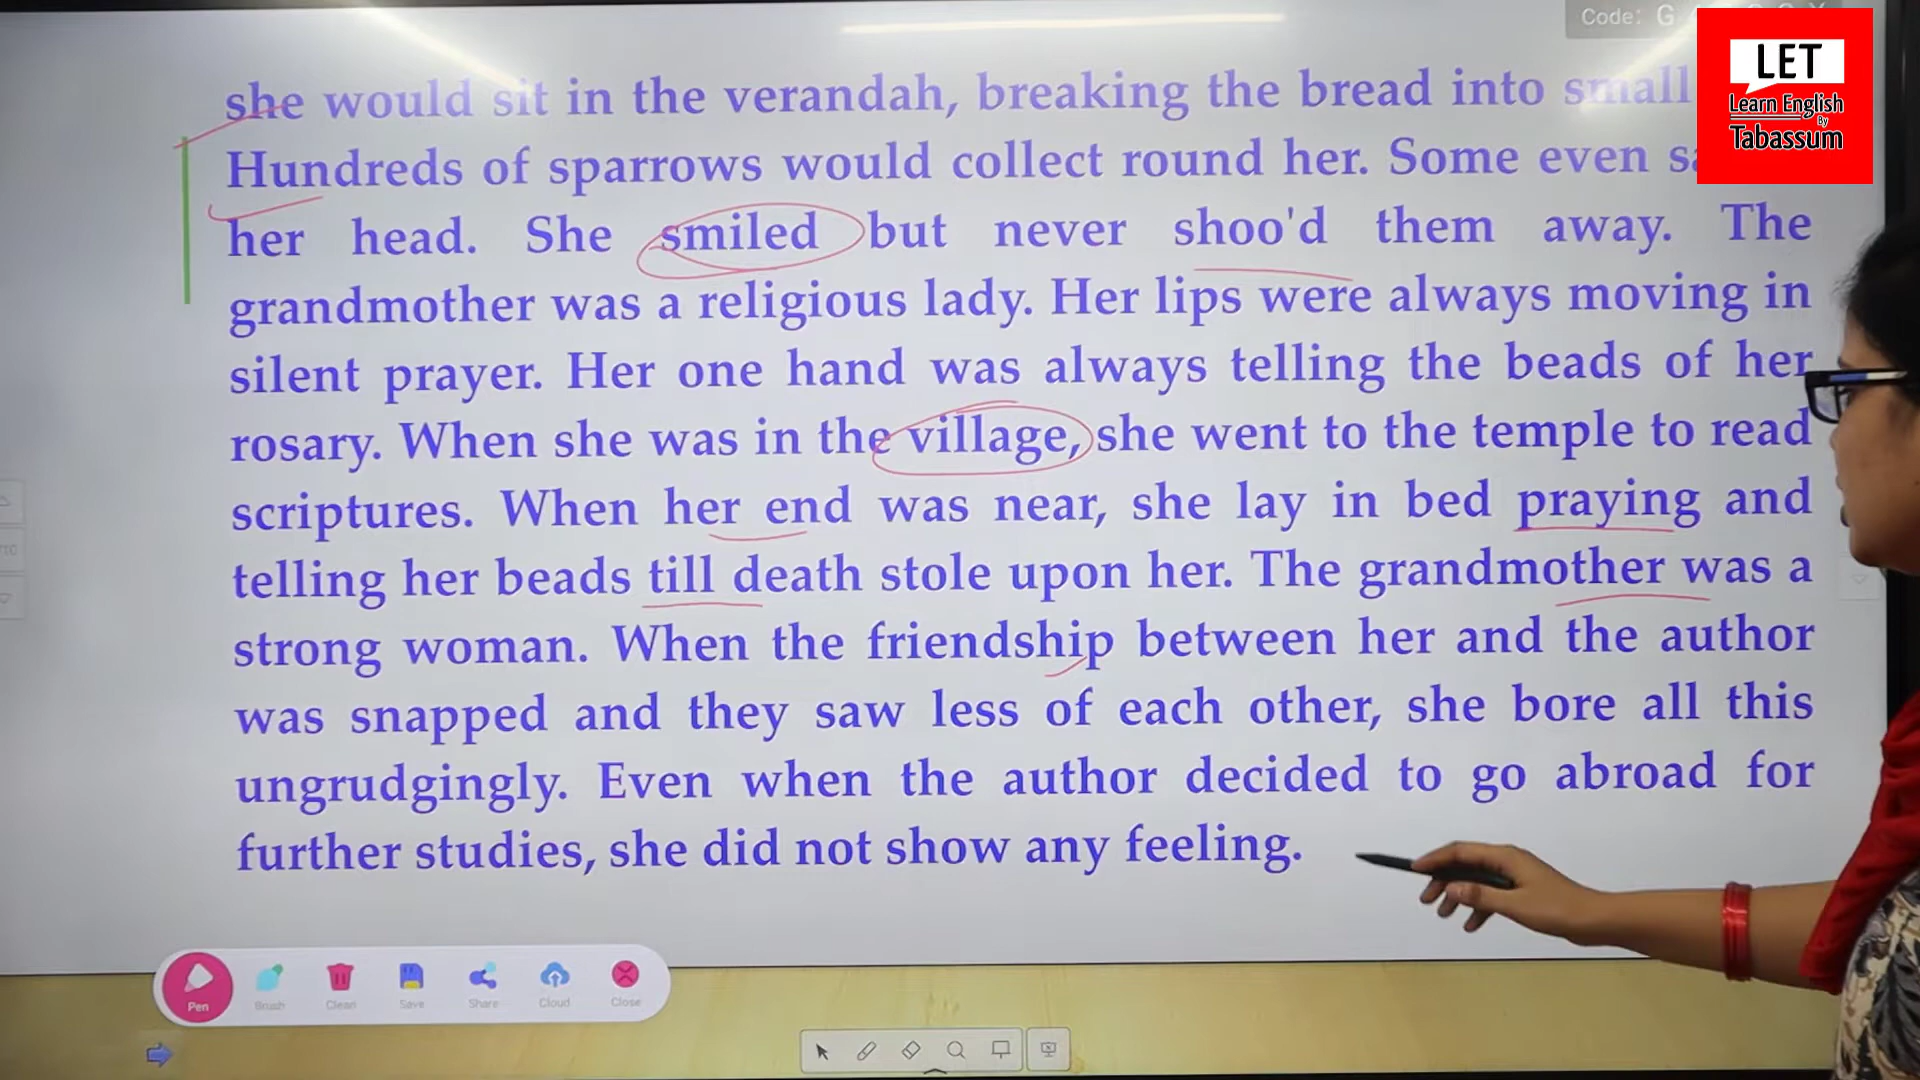 Code: G
LET
Learn English
By
Tabassum
she would sit in the verandah, breaking the bread into small
Hundreds of sparrows would collect round her. Some even
her head. She smiled but never shoo'd them away. The
grandmother was a religious lady. Her lips were always moving in
silent prayer. Her one hand was always telling the beads of her
rosary. When she was in the village, she went to the temple to read
scriptures. When her end was near, she lay in bed praying and
telling her beads till death stole upon her. The grandmother was a
strong woman. When the friendship between her and the author
was snapped and they saw less of each other, she bore all this
ungrudgingly. Even when the author decided to go abroad for
further studies, she did not show any feeling.
Pen Brush Clean Save Share Cloud Close